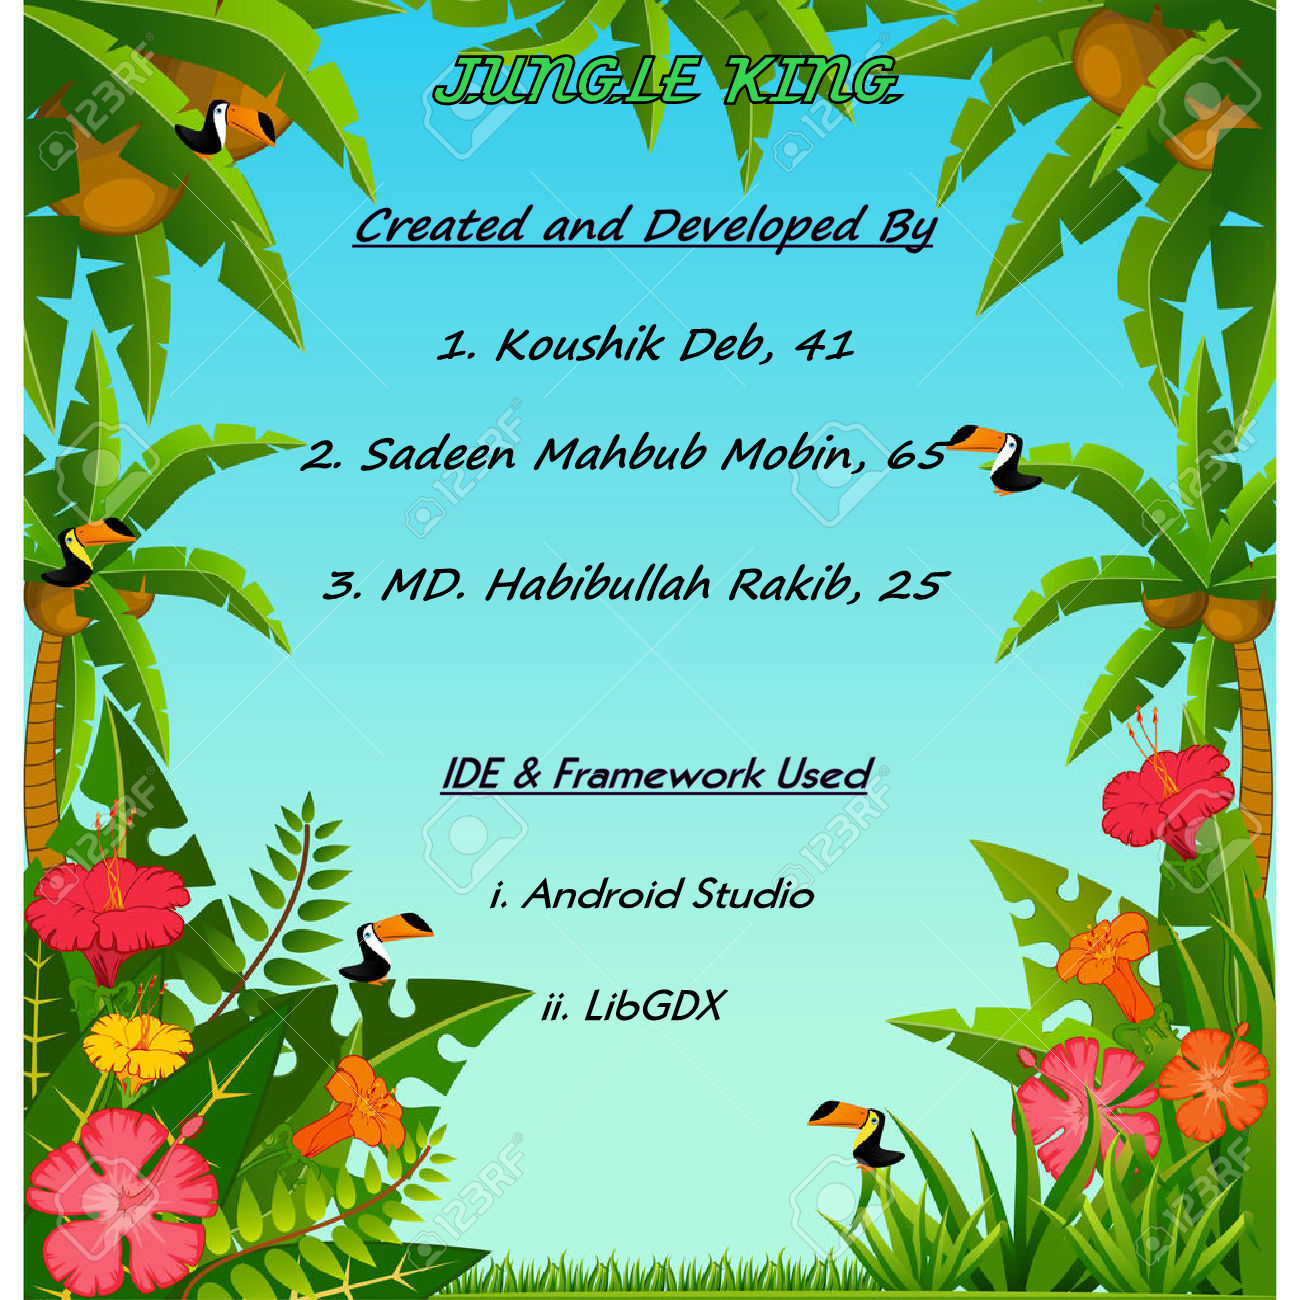 JUNGLE KING
Created and Developed By
1. Koushik Deb, 41
2. Sadeen Mahbub Mobin, 65
3. MD. Habibullah Rakib, 25
IDE & Framework Used
i. Android Studio
ii. LibGDX
123RF
123RF
123RF
123RF
123RF
123RF
123RF
123RF
123RF
123RF
123RF
123RF